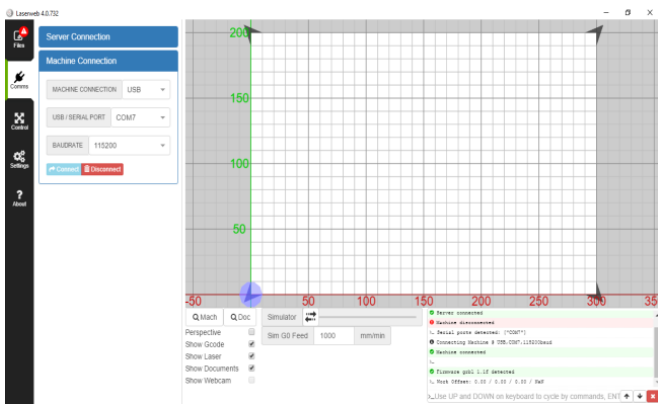 Laserweb 4.0.732
Files
Comms
Control
Settings
About
Server Connection
Machine Connection
MACHINE CONNECTION USB
USB / SERIAL PORT COM7
BAUDRATE 115200
Connect Disconnect
200
150
100
50
-50 50 100 150 200 250 300 35
Mach Doc Simulator
Perspective
Sim G0 Feed 1000 mm/min
Show Gcode
Show Laser
Show Documents
Show Webcam
Server connected
Machine disconnected
Serial ports detected: ["COM7"]
Connecting Machine @ USB,COM7,115200baud
Machine connected
Firmware grbl 1.1f detected
Work Offset: 0.00 / 0.00 / 0.00 / NaN
Use UP and DOWN on keyboard to cycle by commands, ENT